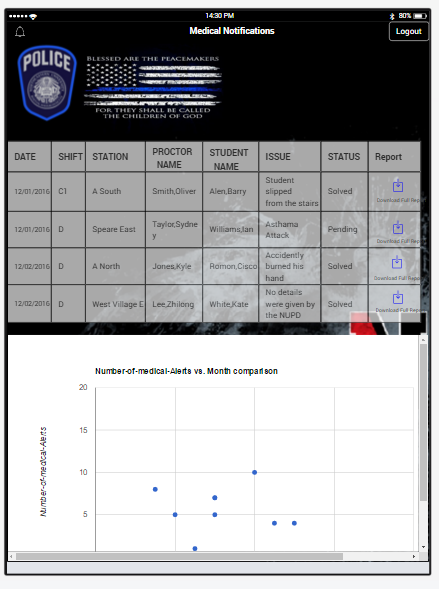 14:30 PM
80%
Medical Notifications
Logout
POLICE
BLESSED ARE THE PEACEMAKERS
FOR THEY SHALL BE CALLED
THE CHILDREN OF GOD
DATE SHIFT STATION PROCTOR NAME STUDENT NAME ISSUE STATUS Report
12/01/2016 C1 A South Smith,Oliver Alen,Barry Student slipped from the stairs Solved Download Full Repo
12/01/2016 D Speare East Taylor,Sydney Williams,Ian Asthama Attack Pending Download Full Repo
12/02/2016 D A North Jones,Kyle Romon,Cisco Accidently burned his hand Solved Download Full Repo
12/02/2016 D West Village E Lee,Zhilong White,Kate No details were given by the NUPD Solved Download Full Repo
Number-of-medical-Alerts vs. Month comparison
Number-of-medical-Alerts
20
15
10
5